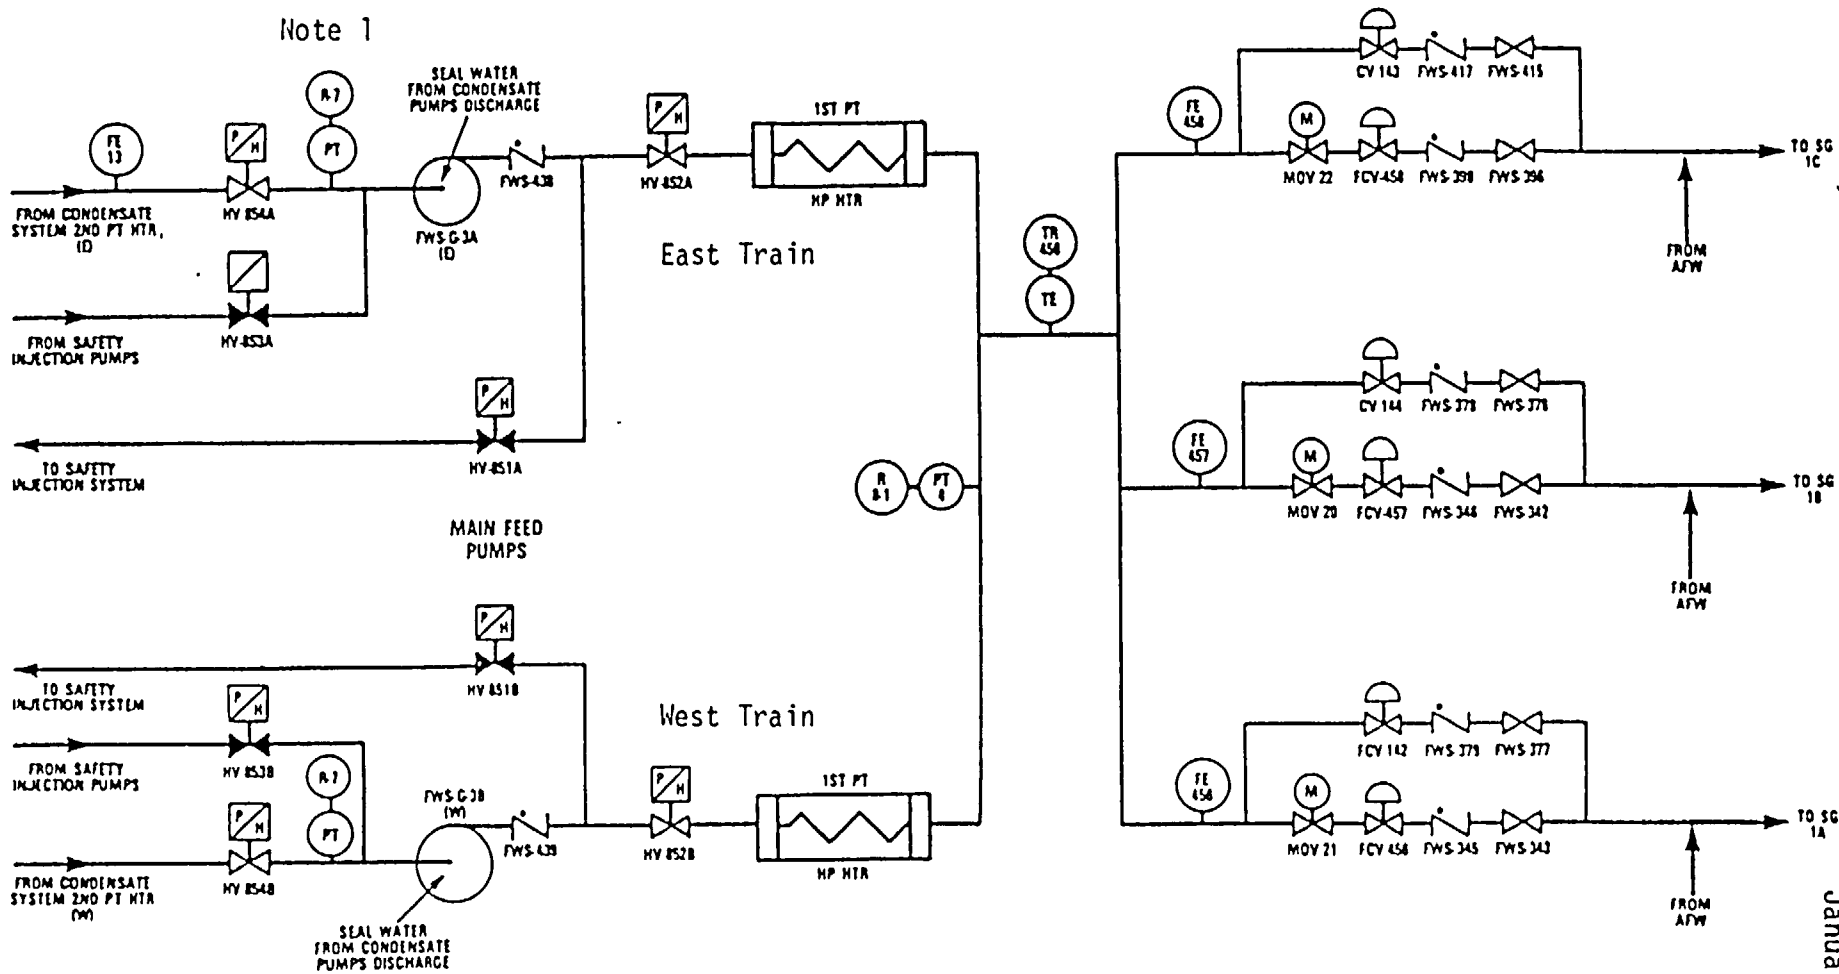 Note 1
SEAL WATER
FROM CONDENSATE
PUMPS DISCHARGE
R-7
PT
FE
13
P/H
HV-854A
FROM CONDENSATE
SYSTEM 2ND PT HTR,
(E)
FWS-G-3A
(E)
FWS-438
P/H
HV-852A
1ST PT
HP HTR
East Train
FROM SAFETY
INJECTION PUMPS
HV-853A
P/H
HV-851A
TO SAFETY
INJECTION SYSTEM
MAIN FEED
PUMPS
P/H
HV-851B
TO SAFETY
INJECTION SYSTEM
West Train
P/H
HV-853B
FROM SAFETY
INJECTION PUMPS
R-7
PT
P/H
HV-854B
FROM CONDENSATE
SYSTEM 2ND PT HTR
(W)
FWS-G-3B
(W)
FWS-439
P/H
HV-852B
1ST PT
HP HTR
SEAL WATER
FROM CONDENSATE
PUMPS DISCHARGE
TR
456
TE
R
8-1
PT
8
CV-143
FWS-417
FWS-415
FE
458
M
MOV 22
FCV-458
FWS-398
FWS-396
TO SG
1C
FROM
AFW
CV-144
FWS-378
FWS-378
FE
457
M
MOV 20
FCV-457
FWS-346
FWS-342
TO SG
1B
FROM
AFW
FCV-142
FWS-379
FWS-377
FE
456
M
MOV 21
FCV-456
FWS-345
FWS-343
TO SG
1A
FROM
AFW
Janua